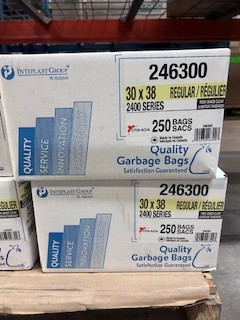 INTEPLAST GROUP
W. Ralston
246300
30 x 38
REGULAR / RÉGULIER
2400 SERIES
250 BAGS
SACS
QUALITY
SERVICE
INNOVATION
Quality
Garbage Bags
Satisfaction Guaranteed
INTEPLAST GROUP
W. Ralston
246300
30 x 38
REGULAR / RÉGULIER
2400 SERIES
250 BAGS
SACS
QUALITY
SERVICE
INNOVATION
Quality
Garbage Bags
Satisfaction Guaranteed